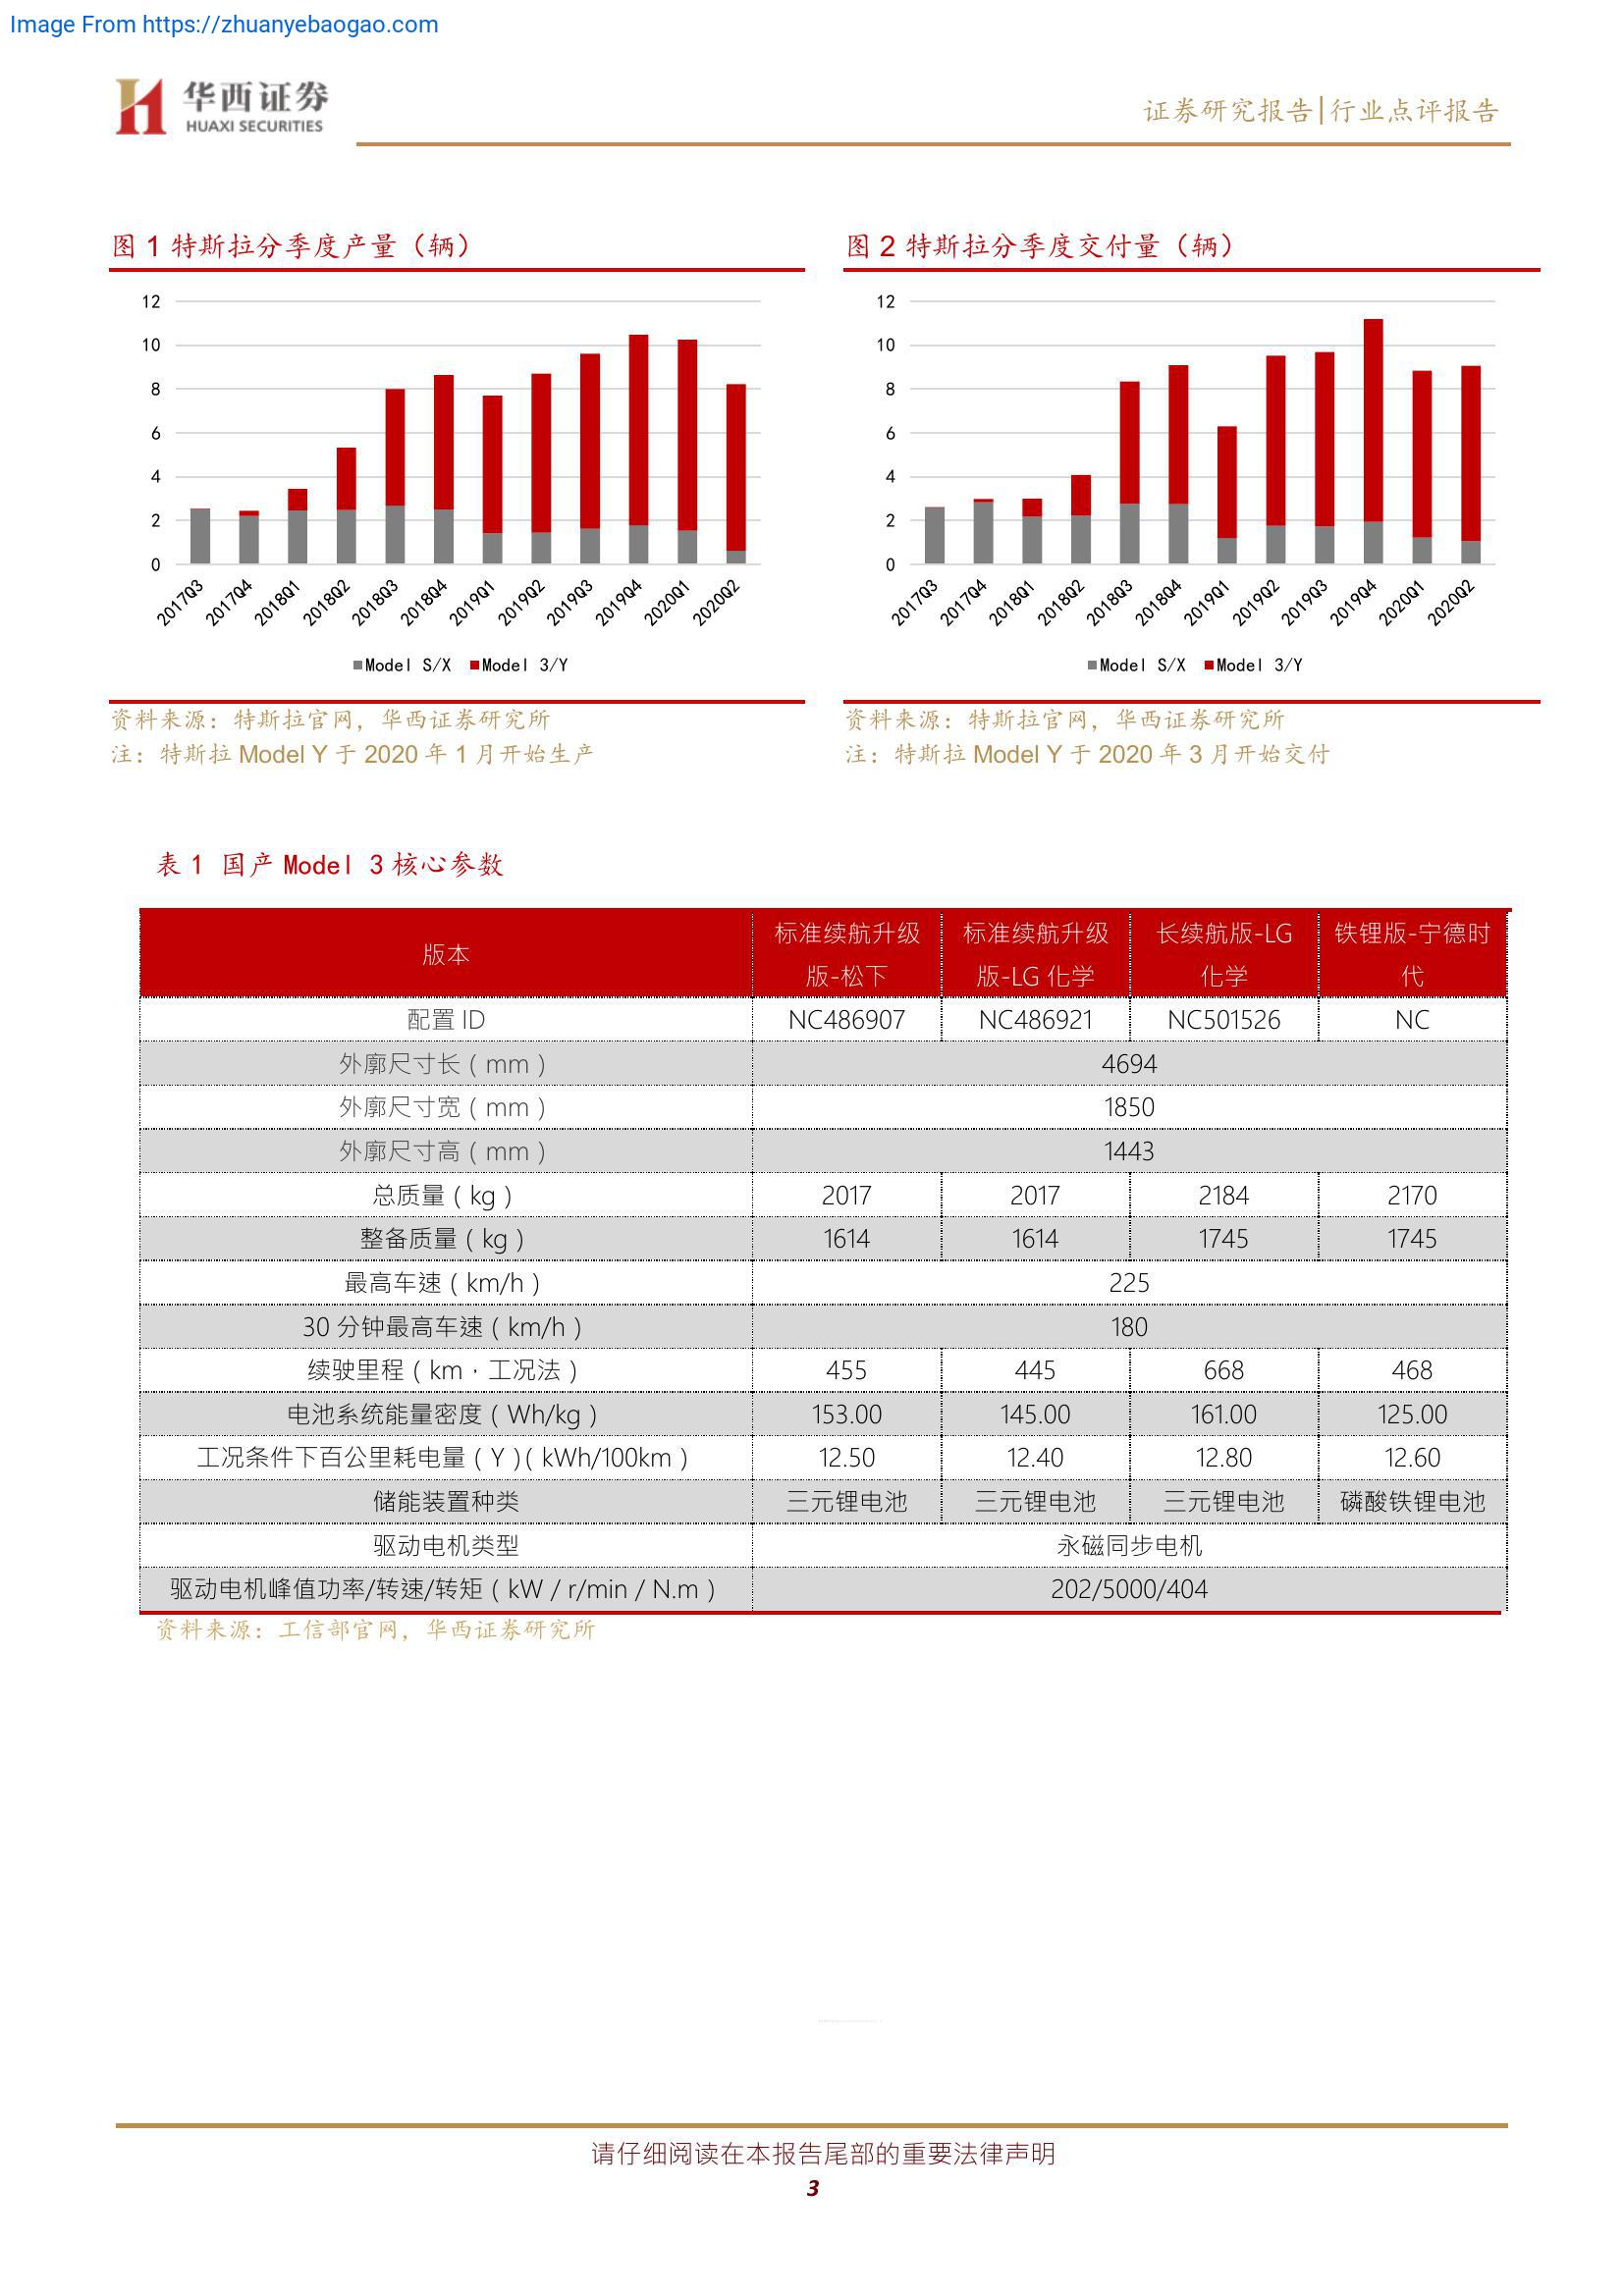 Image From https://zhuanyebaogao.com
华西证券
HUAXI SECURITIES
证券研究报告|行业点评报告
图 1 特斯拉分季度产量（辆）
12
10
8
6
4
2
0
2017Q3 2017Q4 2018Q1 2018Q2 2018Q3 2018Q4 2019Q1 2019Q2 2019Q3 2019Q4 2020Q1 2020Q2
Model S/X Model 3/Y
资料来源：特斯拉官网，华西证券研究所
注：特斯拉 Model Y 于 2020 年 1 月开始生产
图 2 特斯拉分季度交付量（辆）
12
10
8
6
4
2
0
2017Q3 2017Q4 2018Q1 2018Q2 2018Q3 2018Q4 2019Q1 2019Q2 2019Q3 2019Q4 2020Q1 2020Q2
Model S/X Model 3/Y
资料来源：特斯拉官网，华西证券研究所
注：特斯拉 Model Y 于 2020 年 3 月开始交付
表 1 国产 Model 3 核心参数
版本 标准续航升级版-松下 标准续航升级版-LG 化学 长续航版-LG 化学 铁锂版-宁德时代
配置 ID NC486907 NC486921 NC501526 NC
外廓尺寸长（mm） 4694
外廓尺寸宽（mm） 1850
外廓尺寸高（mm） 1443
总质量（kg） 2017 2017 2184 2170
整备质量（kg） 1614 1614 1745 1745
最高车速（km/h） 225
30 分钟最高车速（km/h） 180
续驶里程（km·工况法） 455 445 668 468
电池系统能量密度（Wh/kg） 153.00 145.00 161.00 125.00
工况条件下百公里耗电量（Y）（kWh/100km） 12.50 12.40 12.80 12.60
储能装置种类 三元锂电池 三元锂电池 三元锂电池 磷酸铁锂电池
驱动电机类型 永磁同步电机
驱动电机峰值功率/转速/转矩（kW / r/min / N.m） 202/5000/404
资料来源：工信部官网，华西证券研究所
请仔细阅读在本报告尾部的重要法律声明
3